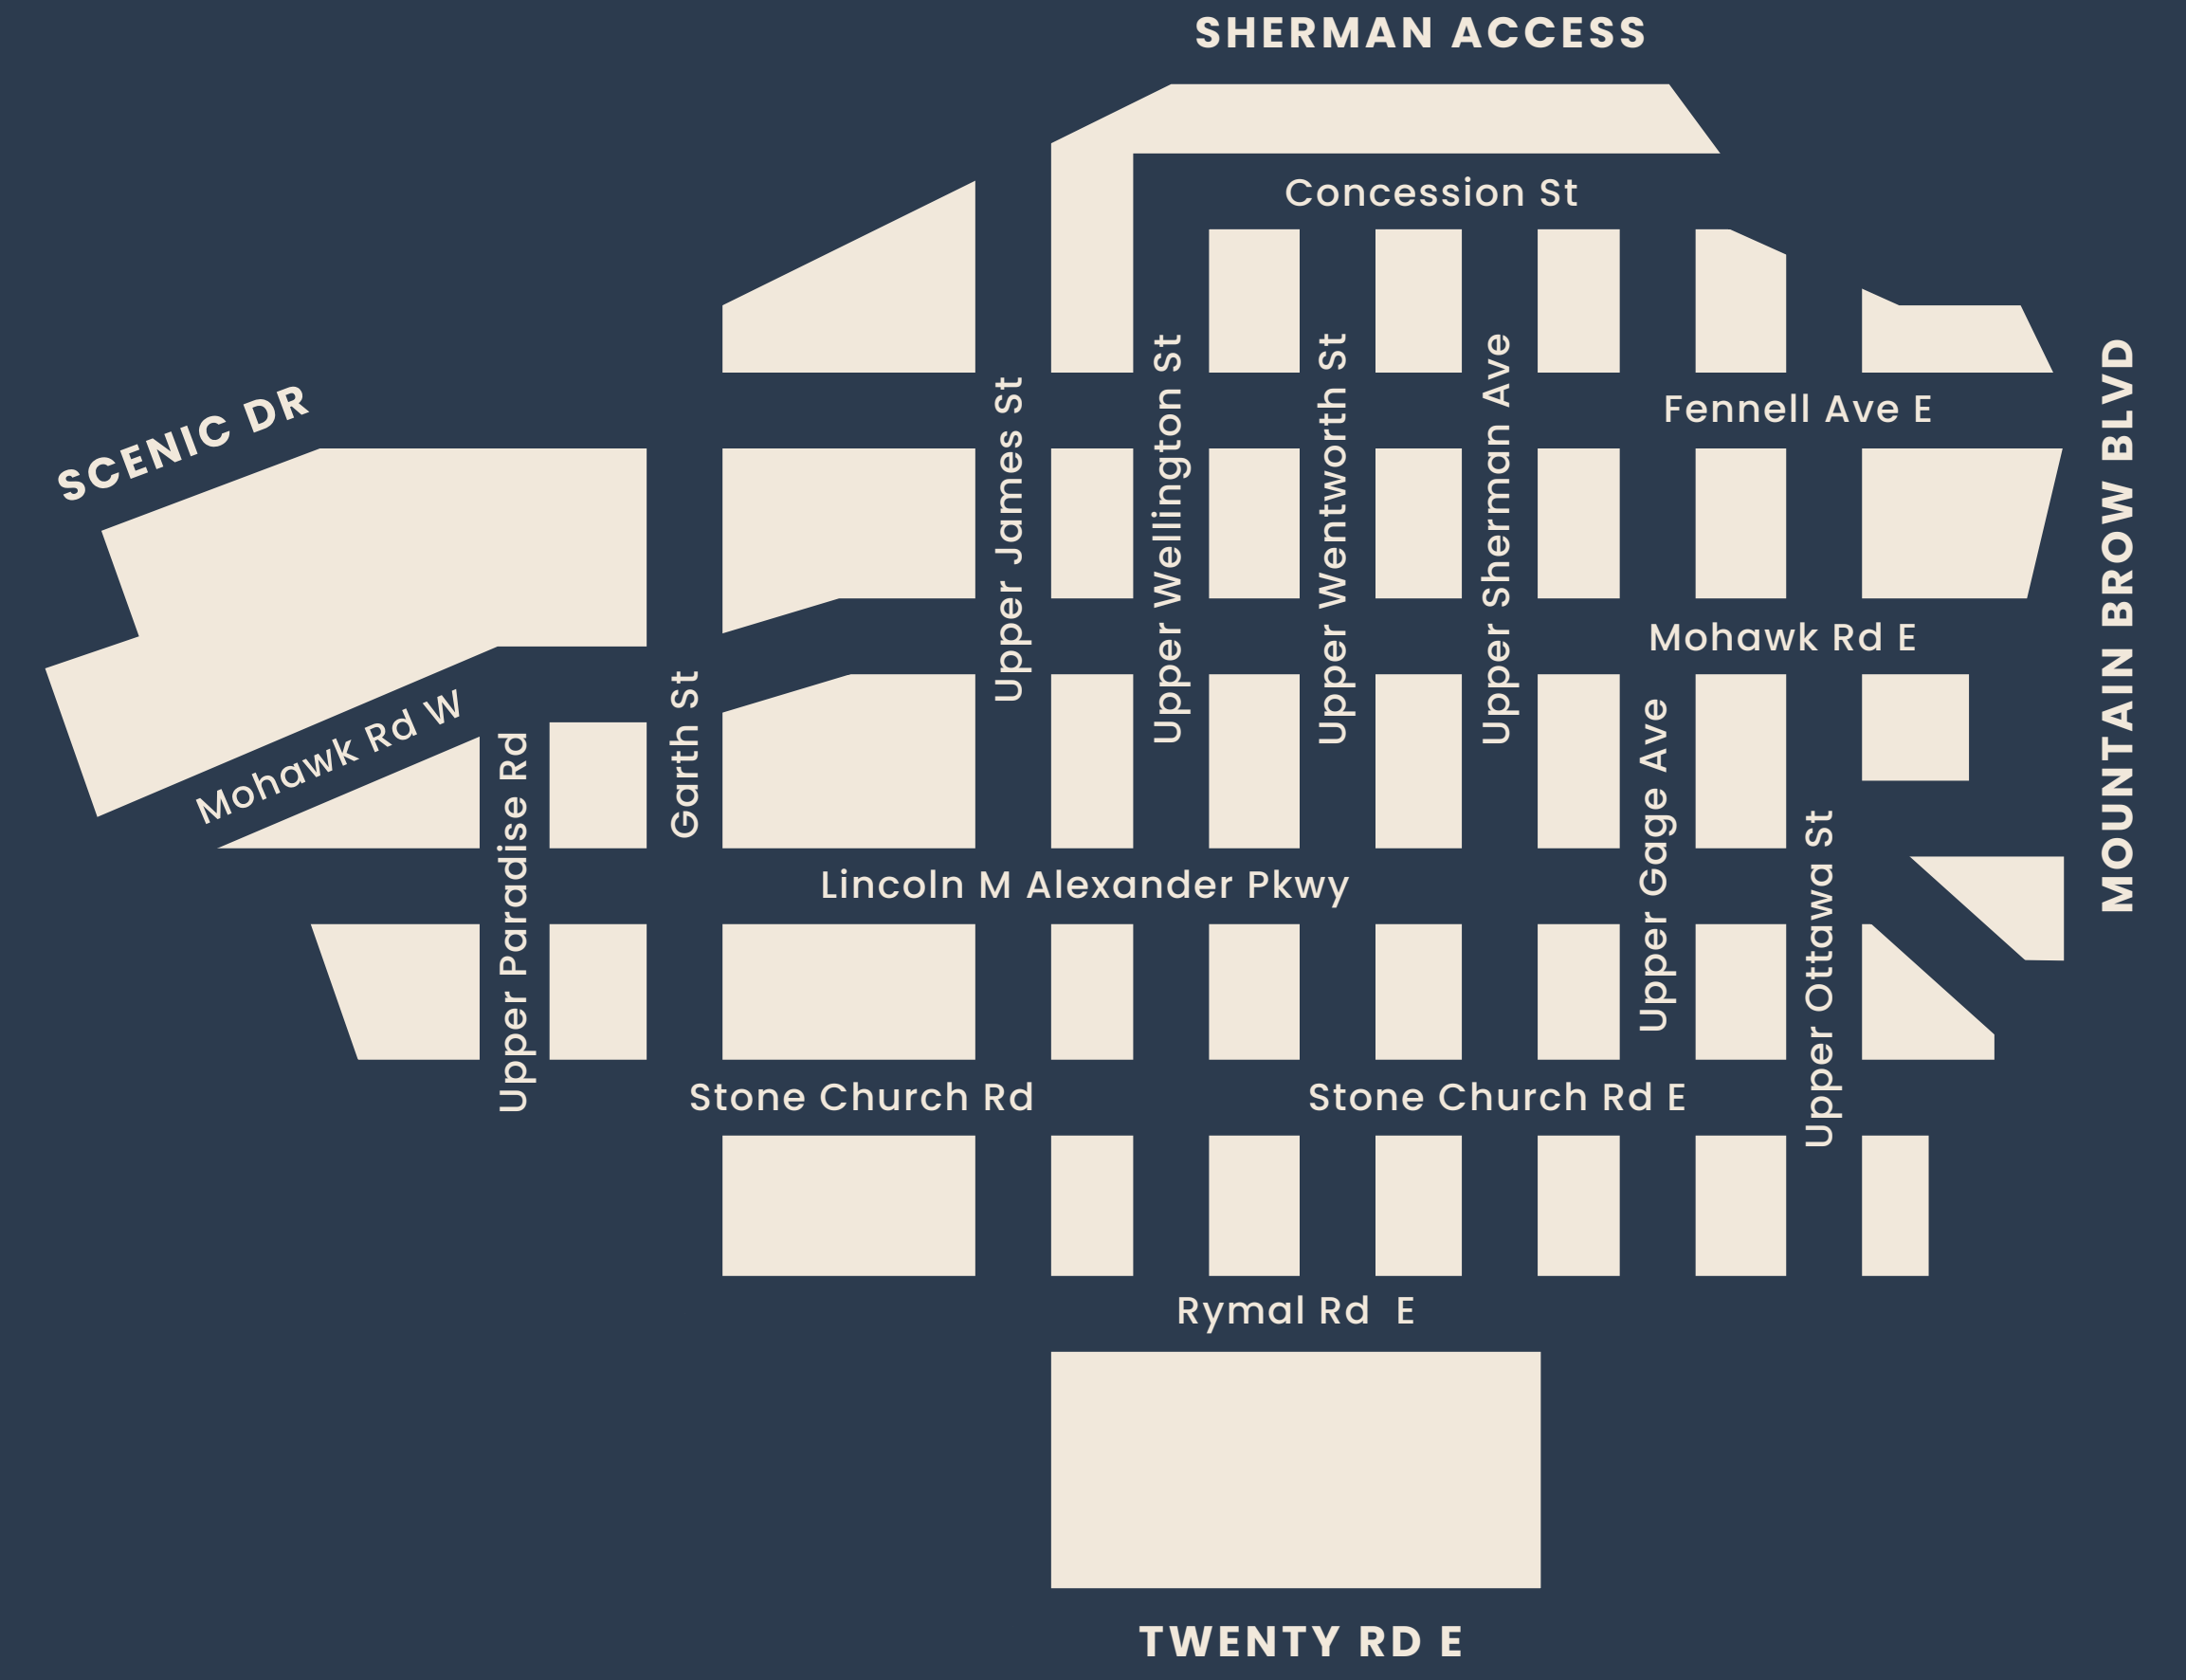 SHERMAN ACCESS
Concession St
SCENIC DR
Upper James St
Upper Wellington St
Upper Wentworth St
Upper Sherman Ave
Fennell Ave E
MOUNTAIN BROW BLVD
Mohawk Rd E
Mohawk Rd W
Upper Paradise Rd
Garth St
Upper Gage Ave
Upper Ottawa St
Lincoln M Alexander Pkwy
Stone Church Rd
Stone Church Rd E
Rymal Rd E
TWENTY RD E